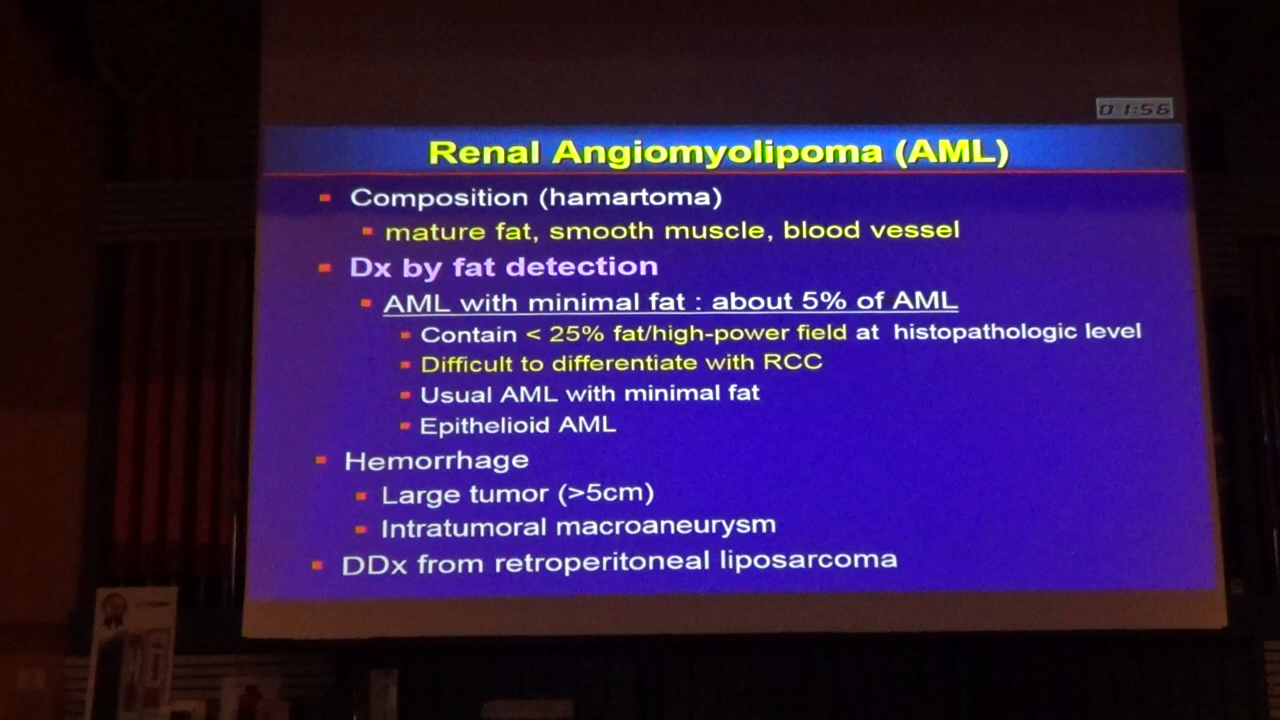 01:56
Renal Angiomyolipoma (AML)
Composition (hamartoma)
mature fat, smooth muscle, blood vessel
Dx by fat detection
AML with minimal fat : about 5% of AML
Contain < 25% fat/high-power field at histopathologic level
Difficult to differentiate with RCC
Usual AML with minimal fat
Epithelioid AML
Hemorrhage
Large tumor (>5cm)
Intratumoral macroaneurysm
DDx from retroperitoneal liposarcoma